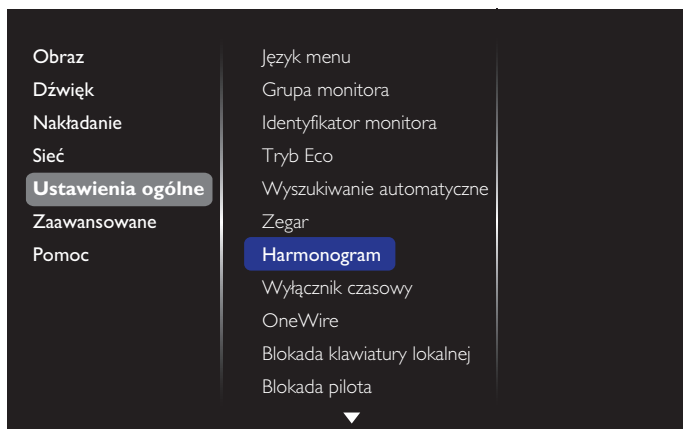 Obraz
Dźwięk
Nakładanie
Sieć
Ustawienia ogólne
Zaawansowane
Pomoc
Język menu
Grupa monitora
Identyfikator monitora
Tryb Eco
Wyszukiwanie automatyczne
Zegar
Harmonogram
Wyłącznik czasowy
OneWire
Blokada klawiatury lokalnej
Blokada pilota